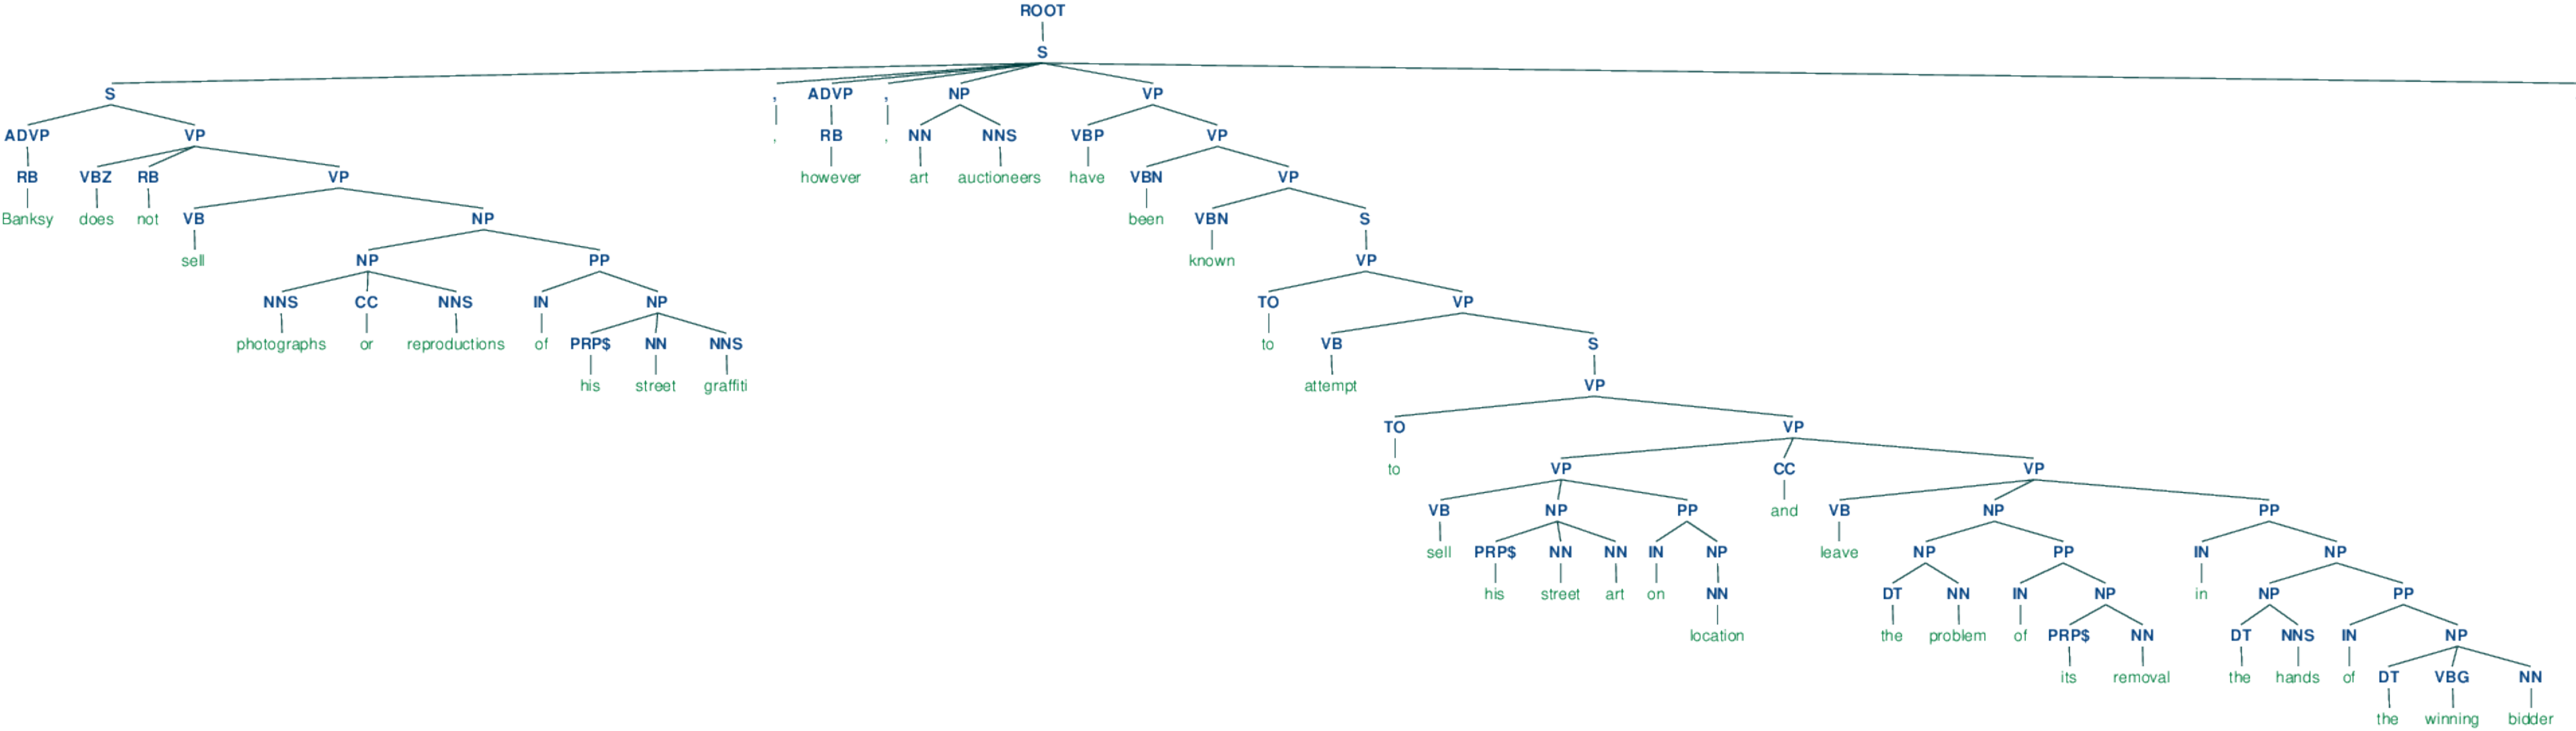 ROOT
S
S , ADVP , NP VP
ADVP VP , RB , NN NNS VBP VP
RB VBZ RB VP however art auctioneers have VBN VP
Banksy does not VB NP been VBN S
sell NP PP known VP
NNS CC NNS IN NP TO VP
photographs or reproductions of PRP$ NN NNS to VB S
his street graffiti attempt VP
TO VP
to VP CC VP
VB NP PP and VB NP PP
sell PRP$ NN NN IN NP leave NP PP IN NP
his street art on NN DT NN IN NP in NP PP
location the problem of PRP$ NN DT NNS IN NP
its removal the hands of DT VBG NN
the winning bidder